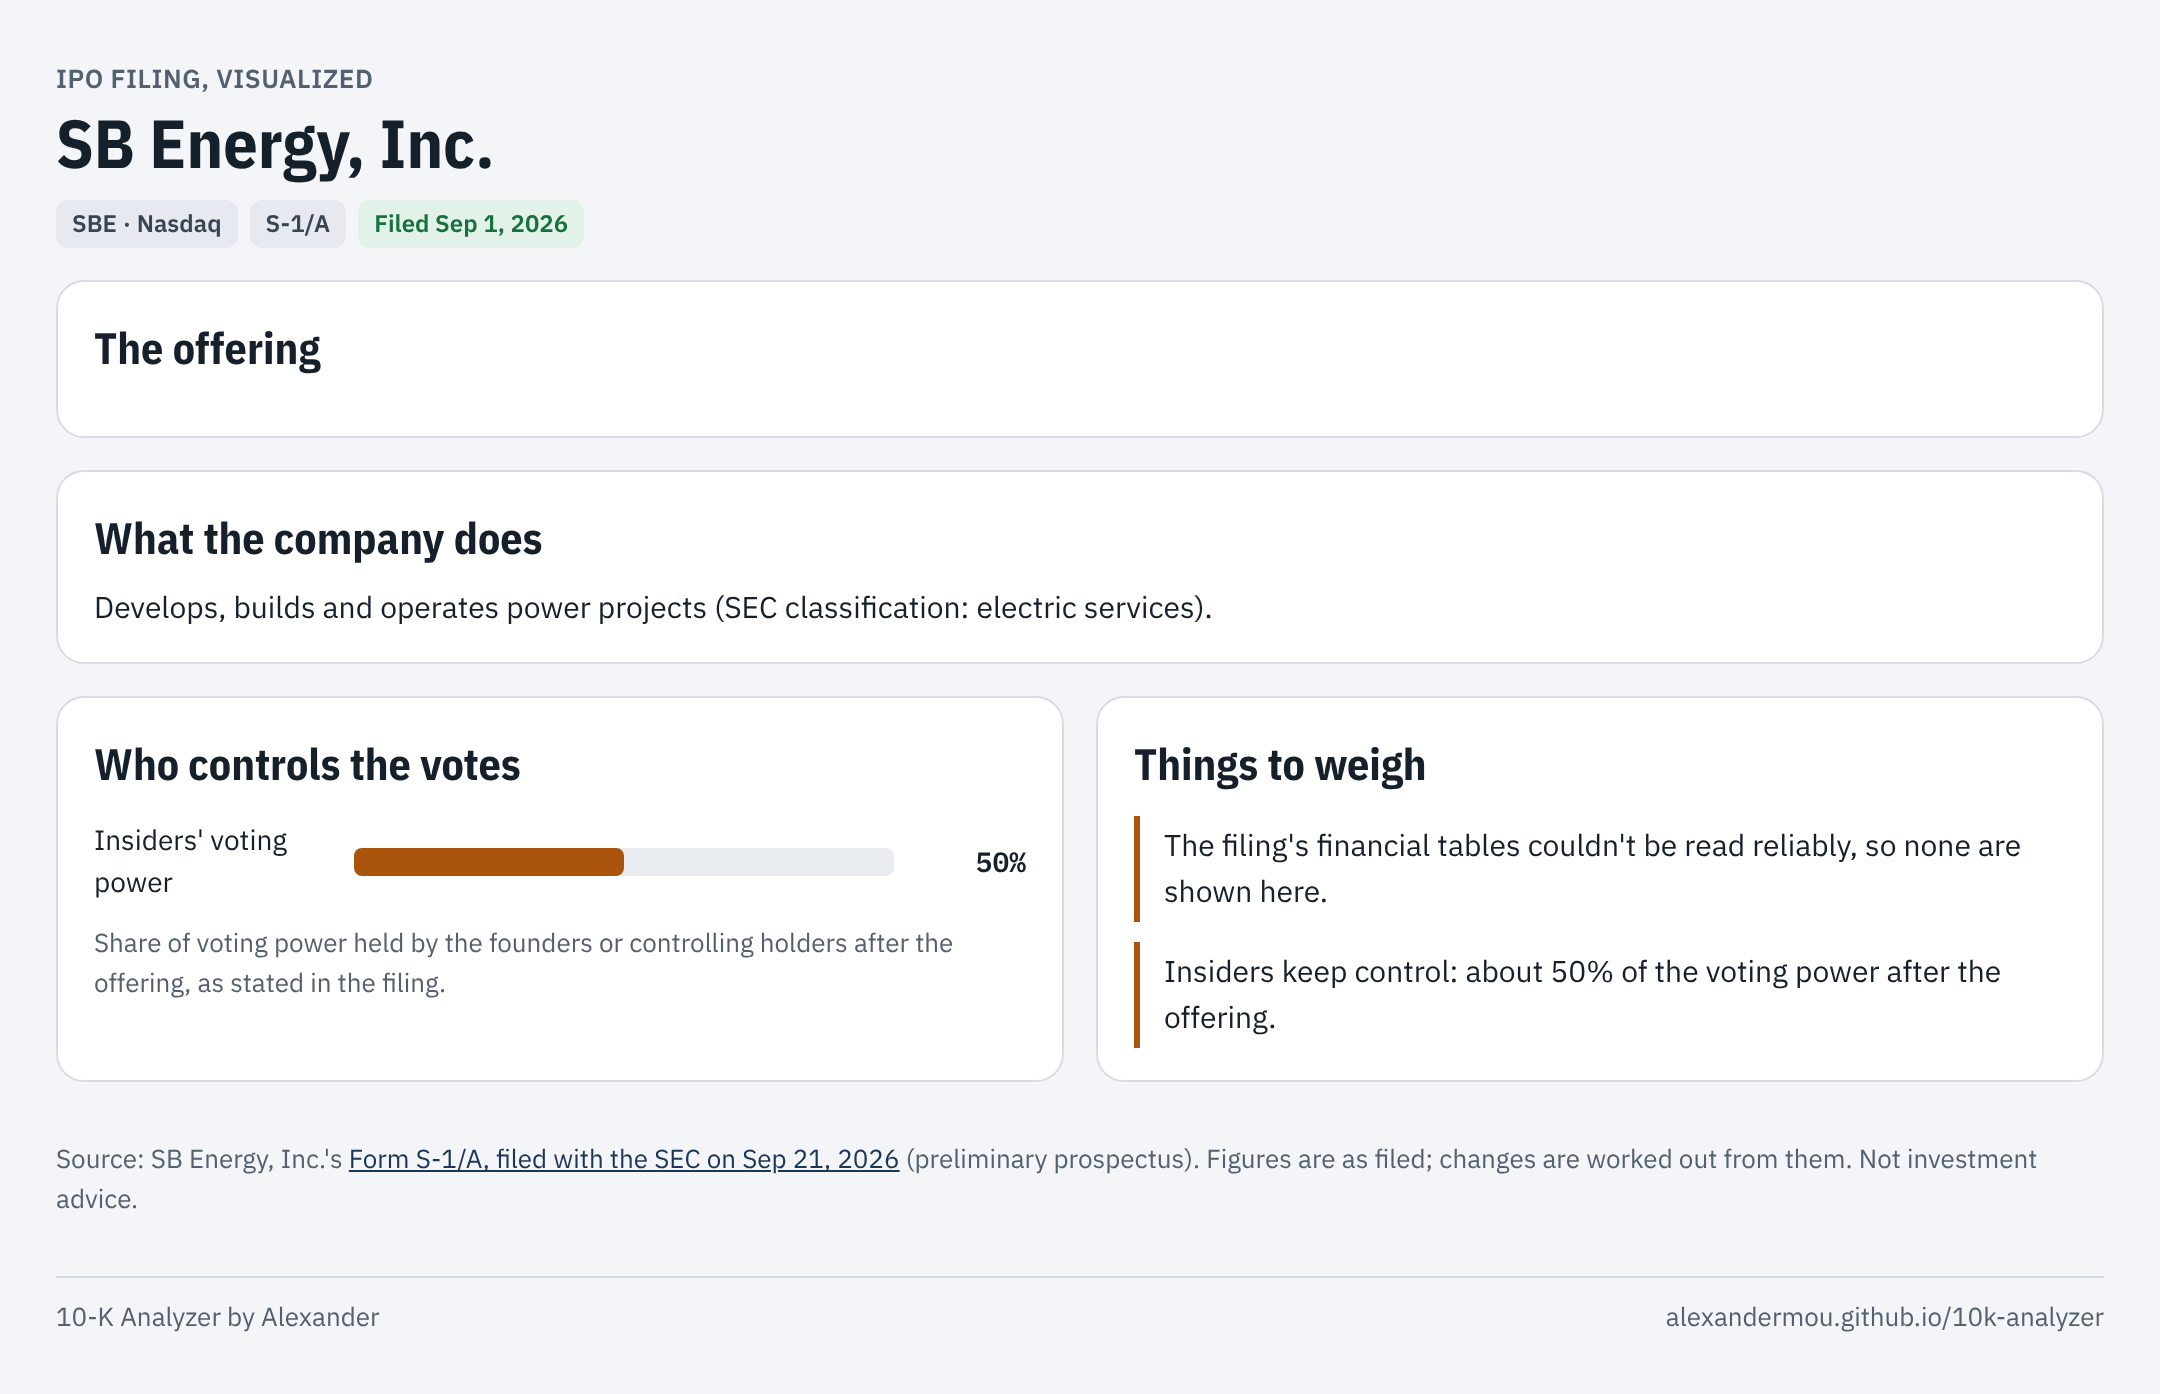 IPO FILING, VISUALIZED
SB Energy, Inc.
SBE · Nasdaq S-1/A Filed Sep 1, 2026
The offering
What the company does
Develops, builds and operates power projects (SEC classification: electric services).
Who controls the votes
Insiders' voting
power
50%
Share of voting power held by the founders or controlling holders after the
offering, as stated in the filing.
Things to weigh
The filing's financial tables couldn't be read reliably, so none are
shown here.
Insiders keep control: about 50% of the voting power after the
offering.
Source: SB Energy, Inc.'s Form S-1/A, filed with the SEC on Sep 21, 2026 (preliminary prospectus). Figures are as filed; changes are worked out from them. Not investment
advice.
10-K Analyzer by Alexander
alexandermou.github.io/10k-analyzer